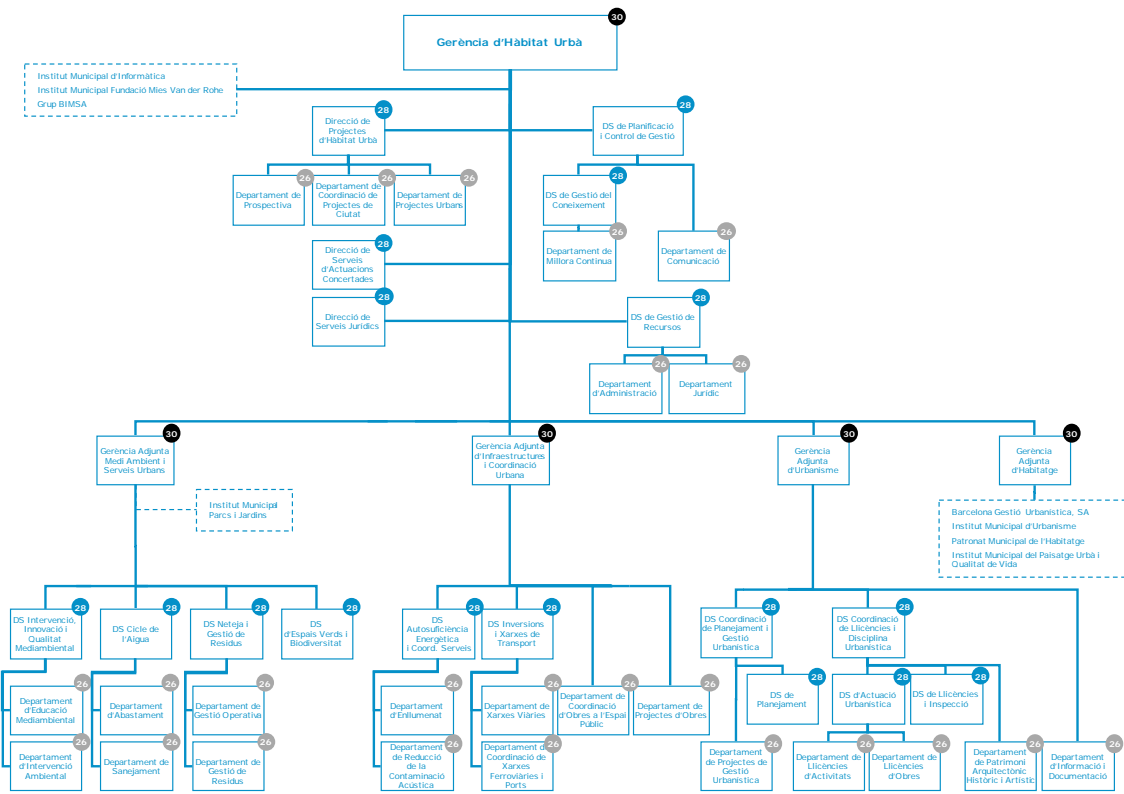 30
Gerència d'Hàbitat Urbà
Institut Municipal d'Informàtica
Institut Municipal Fundació Mies Van der Rohe
Grup BIMSA
28
Direcció de
Projectes
d'Hàbitat Urbà
28
DS de Planificació
i Control de Gestió
26
Departament de
Prospectiva
26
Departament de
Coordinació de
Projectes de
Ciutat
26
Departament de
Projectes Urbans
28
DS de Gestió del
Coneixement
26
Departament de
Millora Continua
26
Departament de
Comunicació
28
Direcció de
Serveis
d'Actuacions
Concertades
28
Direcció de
Serveis Jurídics
28
DS de Gestió de
Recursos
26
Departament
d'Administració
26
Departament
Jurídic
30
Gerència Adjunta
Medi Ambient i
Serveis Urbans
30
Gerència Adjunta
d'Infraestructures
i Coordinació
Urbana
30
Gerència
Adjunta
d'Urbanisme
30
Gerència
Adjunta
d'Habitatge
Institut Municipal
Parcs i Jardins
Barcelona Gestió Urbanística, SA
Institut Municipal d'Urbanisme
Patronat Municipal de l'Habitatge
Institut Municipal del Paisatge Urbà i
Qualitat de Vida
28
DS Intervenció,
Innovació i
Qualitat
Mediambiental
28
DS Cicle de
l'Aigua
28
DS Neteja i
Gestió de
Residus
28
DS
d'Espais Verds i
Biodiversitat
28
DS
Autosuficiència
Energètica
i Coord. Serveis
28
DS Inversions
i Xarxes de
Transport
28
DS Coordinació
de Planejament i
Gestió
Urbanística
28
DS Coordinació
de Llicències i
Disciplina
Urbanística
26
Departament
d'Educació
Mediambiental
26
Departament
d'Abastament
26
Departament de
Gestió Operativa
26
Departament
d'Enllumenat
26
Departament de
Xarxes Viàries
26
Departament de
Coordinació
d'Obres a l'Espai
Públic
26
Departament de
Projectes d'Obres
28
DS de
Planejament
28
DS d'Actuació
Urbanística
28
DS de Llicències
i Inspecció
26
Departament
d'Intervenció
Ambiental
26
Departament
de Sanejament
26
Departament de
Gestió de
Residus
26
Departament
de Reducció
de la
Contaminació
Acústica
26
Departament de
Coordinació de
Xarxes
Ferroviàries i
Ports
26
Departament
de Projectes de
Gestió
Urbanística
26
Departament de
Llicències
d'Activitats
26
Departament de
Llicències
d'Obres
26
Departament
de Patrimoni
Arquitectònic
Històric i Artístic
26
Departament
d'Informació i
Documentació